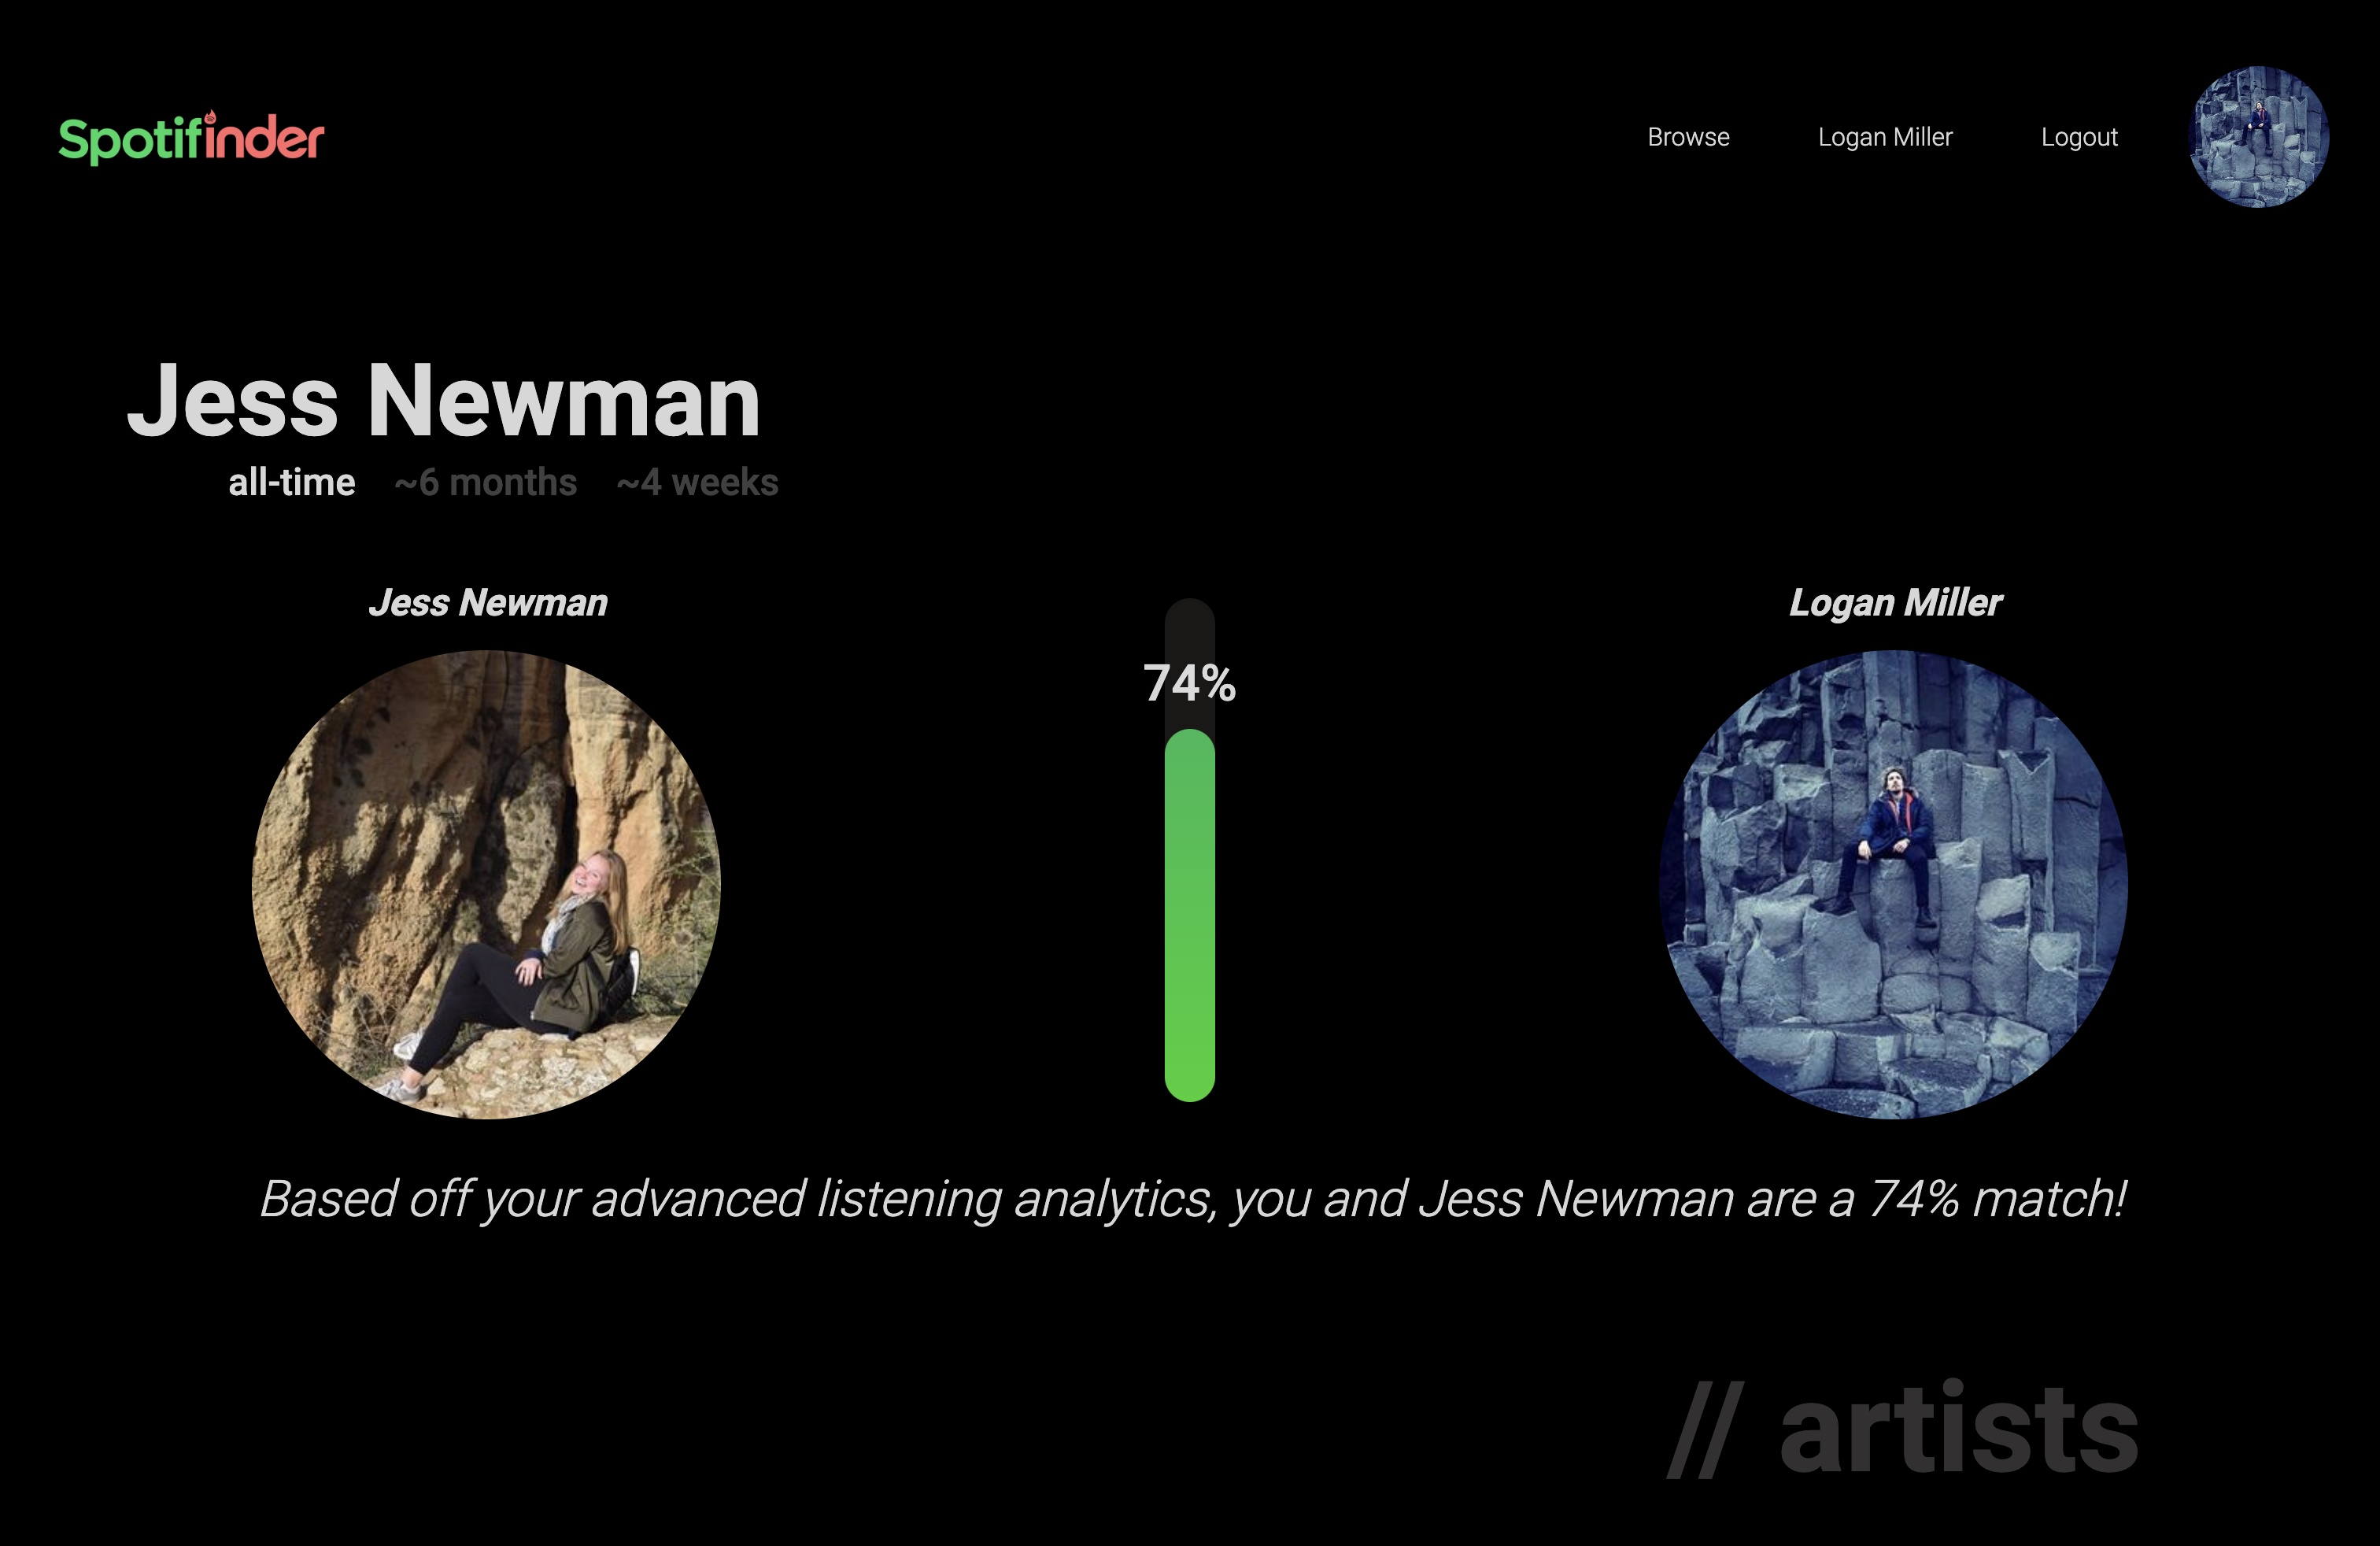 Spotifinder
Browse Logan Miller Logout
Jess Newman
all-time ~6 months ~4 weeks
Jess Newman
74%
Logan Miller
Based off your advanced listening analytics, you and Jess Newman are a 74% match!
// artists